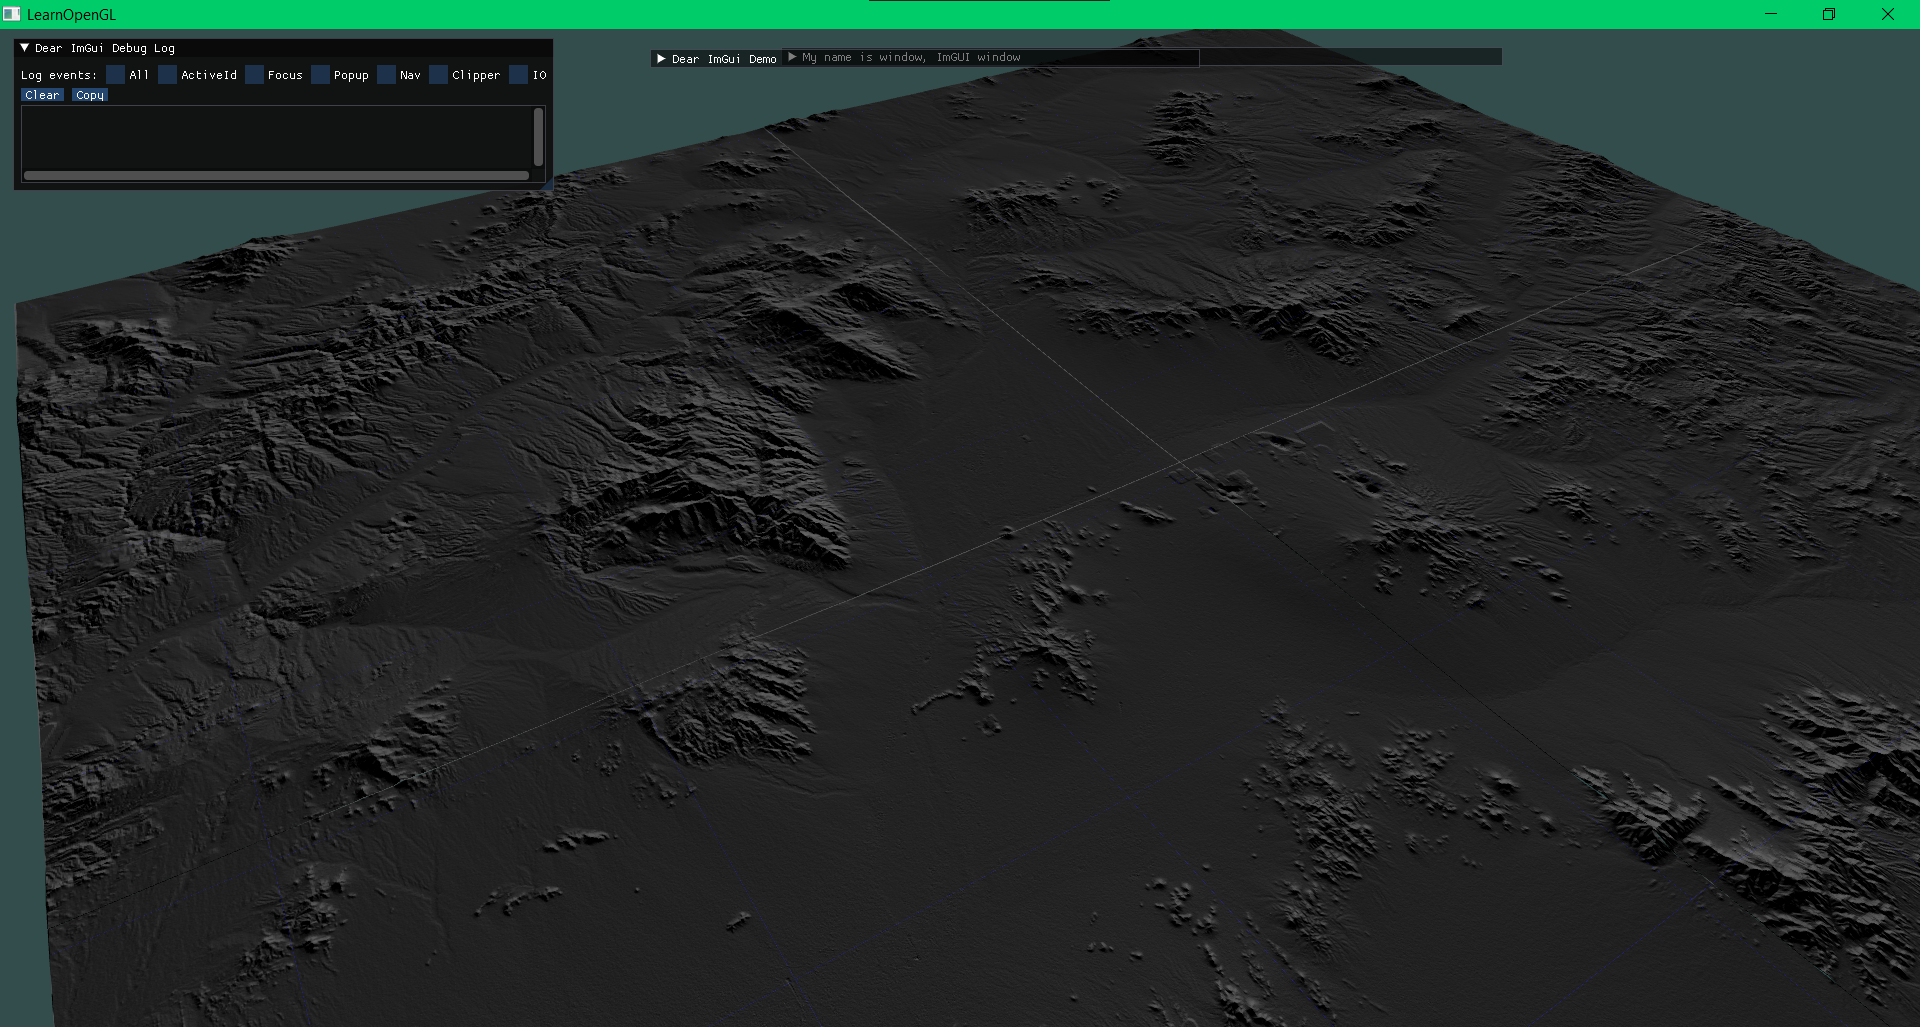 LearnOpenGL
Dear ImGui Debug Log
Log events: All ActiveId Focus Popup Nav Clipper IO
Clear Copy
Dear ImGui Demo
My name is window, ImGUI window